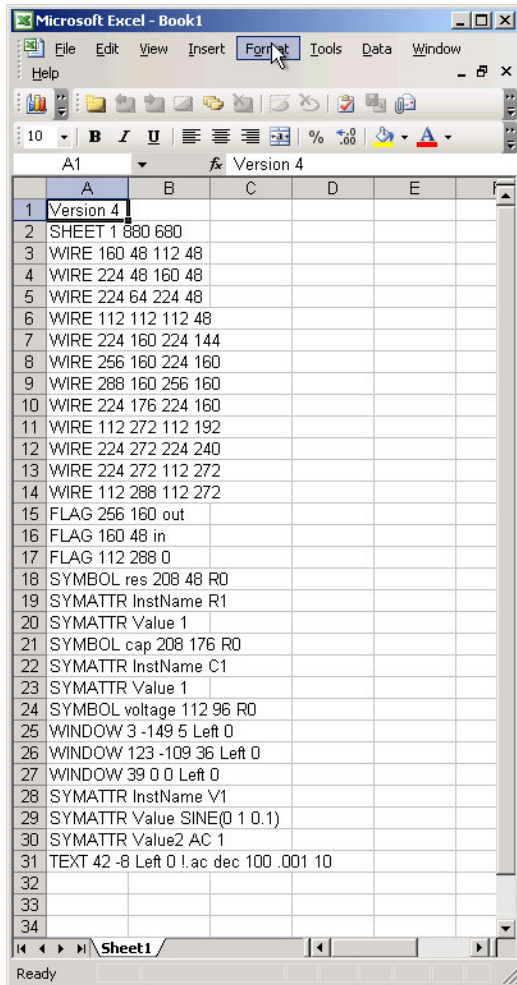 Microsoft Excel - Book1
File Edit View Insert Format Tools Data Window
Help
10 B I U % .00 A
A1 fx Version 4
A B C D E F
1 Version 4
2 SHEET 1 880 680
3 WIRE 160 48 112 48
4 WIRE 224 48 160 48
5 WIRE 224 64 224 48
6 WIRE 112 112 112 48
7 WIRE 224 160 224 144
8 WIRE 256 160 224 160
9 WIRE 288 160 256 160
10 WIRE 224 176 224 160
11 WIRE 112 272 112 192
12 WIRE 224 272 224 240
13 WIRE 224 272 112 272
14 WIRE 112 288 112 272
15 FLAG 256 160 out
16 FLAG 160 48 in
17 FLAG 112 288 0
18 SYMBOL res 208 48 R0
19 SYMATTR InstName R1
20 SYMATTR Value 1
21 SYMBOL cap 208 176 R0
22 SYMATTR InstName C1
23 SYMATTR Value 1
24 SYMBOL voltage 112 96 R0
25 WINDOW 3 -149 5 Left 0
26 WINDOW 123 -109 36 Left 0
27 WINDOW 39 0 0 Left 0
28 SYMATTR InstName V1
29 SYMATTR Value SINE(0 1 0.1)
30 SYMATTR Value2 AC 1
31 TEXT 42 -8 Left 0 !.ac dec 100 .001 10
32
33
34
Sheet1
Ready